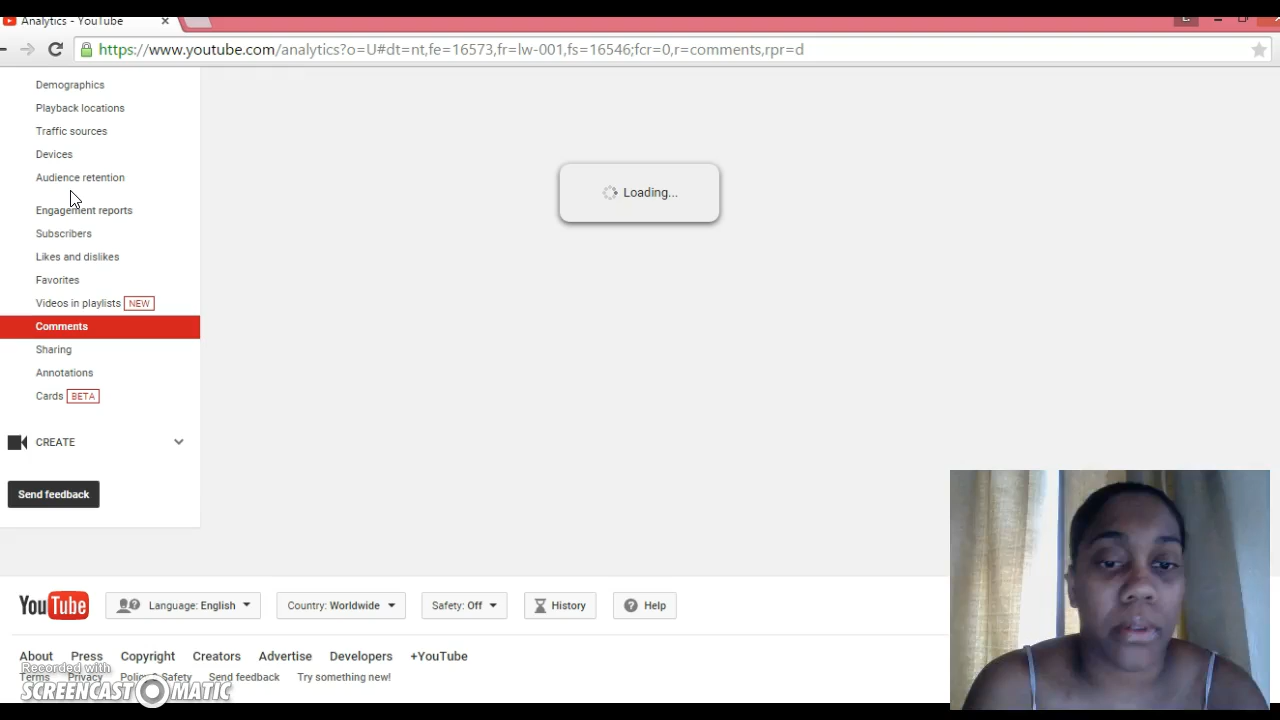 Analytics - YouTube
https://www.youtube.com/analytics?o=U#dt=nt,fe=16573,fr=lw-001,fs=16546;fcr=0,r=comments,rpr=d
Demographics
Playback locations
Traffic sources
Devices
Audience retention
Loading...
Engagement reports
Subscribers
Likes and dislikes
Favorites
Videos in playlists NEW
Comments
Sharing
Annotations
Cards BETA
CREATE
Send feedback
YouTube Language: English Country: Worldwide Safety: Off History Help
About Press Copyright Creators Advertise Developers +YouTube
Recorded with
Terms Privacy Policy & Safety Send feedback Try something new!
SCREENCAST MATIC